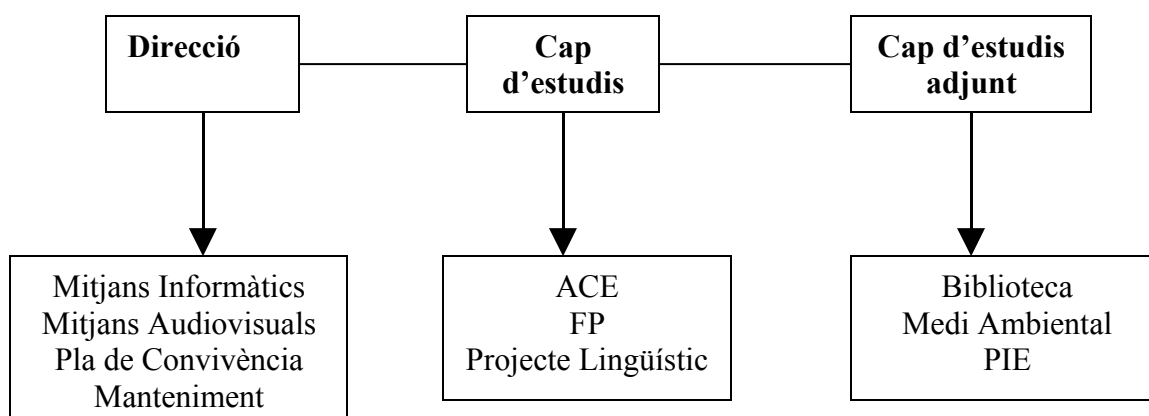 Direcció
Cap
d’estudis
Cap d’estudis
adjunt
Mitjans Informàtics
Mitjans Audiovisuals
Pla de Convivència
Manteniment
ACE
FP
Projecte Lingüístic
Biblioteca
Medi Ambiental
PIE